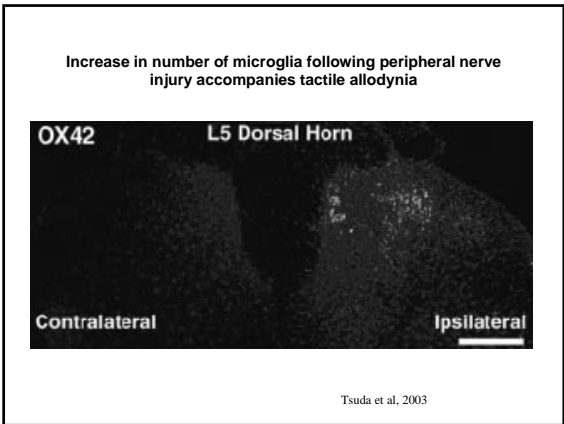 Increase in number of microglia following peripheral nerve
injury accompanies tactile allodynia
OX42
L5 Dorsal Horn
Contralateral
Ipsilateral
Tsuda et al, 2003